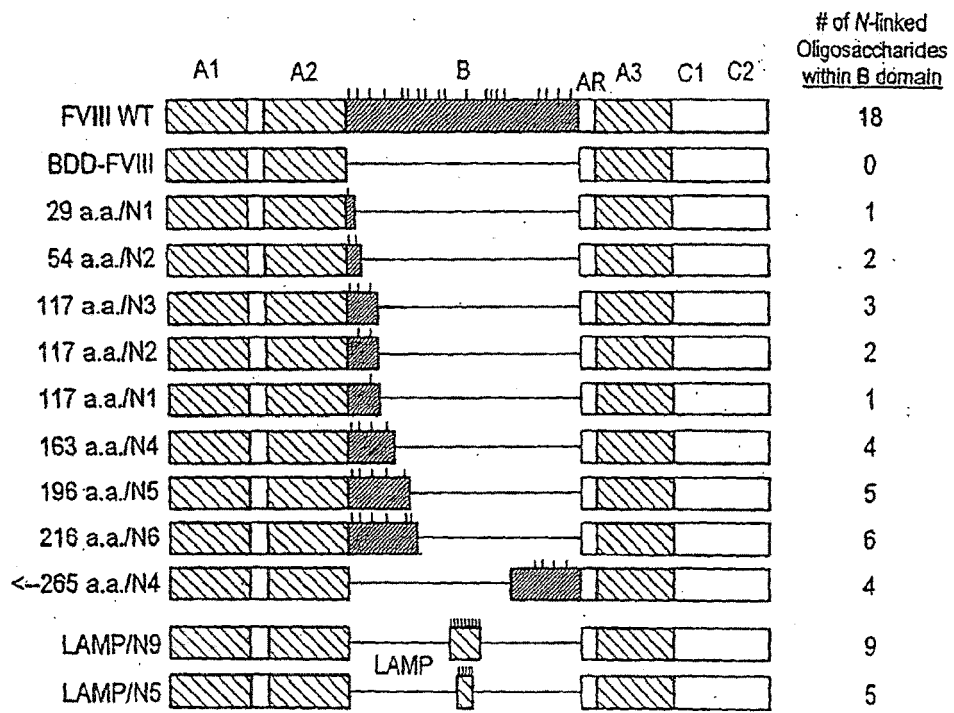 # of N-linked
Oligosaccharides
within B domain
A1 A2 B AR A3 C1 C2
FVIII WT 18
BDD-FVIII 0
29 a.a./N1 1
54 a.a./N2 2
117 a.a./N3 3
117 a.a./N2 2
117 a.a./N1 1
163 a.a./N4 4
196 a.a./N5 5
216 a.a./N6 6
<--265 a.a./N4 4
LAMP/N9 9
LAMP
LAMP/N5 5